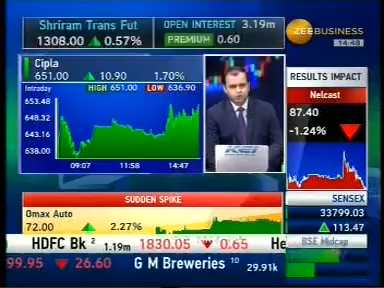 Shriram Trans Fut
1308.00 0.57%
OPEN INTEREST 3.19m
PREMIUM 0.60
ZEE BUSINESS
14:48
Cipla
651.00 10.90 1.70%
Intraday HIGH 651.00 LOW 636.90
653.48
648.32
643.16
638.00
09:07 11:58 14:47
KEI
RESULTS IMPACT
Nelcast
87.40
-1.24%
SUDDEN SPIKE
Omax Auto
72.00 2.27%
SENSEX
33799.03
113.47
BSE Midcap
HDFC Bk 2 1.19m 1830.05 0.65 He
99.95 26.60 G M Breweries 10 29.91k